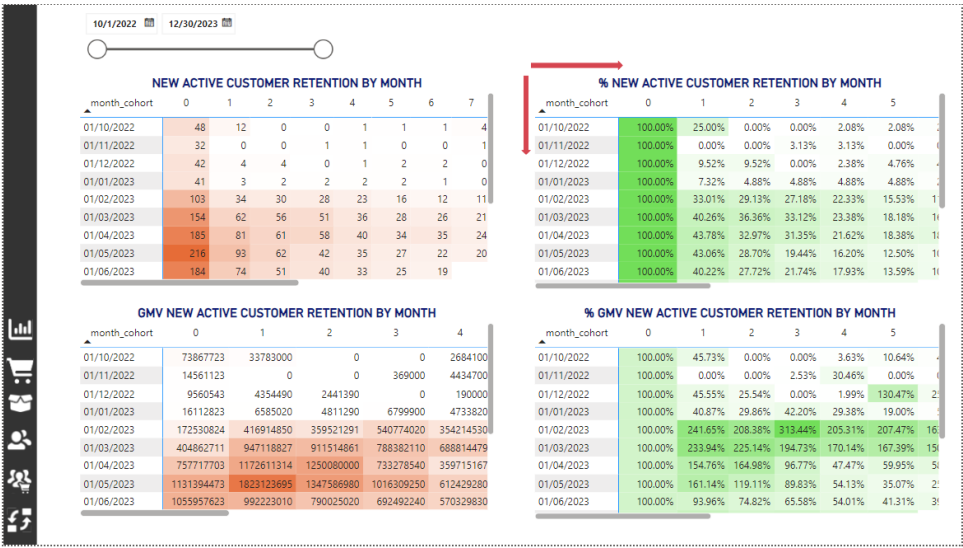 10/1/2022 12/30/2023
NEW ACTIVE CUSTOMER RETENTION BY MONTH
month_cohort 0 1 2 3 4 5 6 7
01/10/2022 48 12 0 0 1 1 1 4
01/11/2022 32 0 0 1 1 0 0 1
01/12/2022 42 4 4 0 1 2 2 0
01/01/2023 41 3 2 2 2 2 1 0
01/02/2023 103 34 30 28 23 16 12 11
01/03/2023 154 62 56 51 36 28 26 21
01/04/2023 185 81 61 58 40 34 35 24
01/05/2023 216 93 62 42 35 27 22 20
01/06/2023 184 74 51 40 33 25 19
% NEW ACTIVE CUSTOMER RETENTION BY MONTH
month_cohort 0 1 2 3 4 5
01/10/2022 100.00% 25.00% 0.00% 0.00% 2.08% 2.08%
01/11/2022 100.00% 0.00% 0.00% 3.13% 3.13% 0.00%
01/12/2022 100.00% 9.52% 9.52% 0.00% 2.38% 4.76%
01/01/2023 100.00% 7.32% 4.88% 4.88% 4.88% 4.88%
01/02/2023 100.00% 33.01% 29.13% 27.18% 22.33% 15.53%
01/03/2023 100.00% 40.26% 36.36% 33.12% 23.38% 18.18%
01/04/2023 100.00% 43.78% 32.97% 31.35% 21.62% 18.38%
01/05/2023 100.00% 43.06% 28.70% 19.44% 16.20% 12.50%
01/06/2023 100.00% 40.22% 27.72% 21.74% 17.93% 13.59%
GMV NEW ACTIVE CUSTOMER RETENTION BY MONTH
month_cohort 0 1 2 3 4
01/10/2022 73867723 33783000 0 0 2684100
01/11/2022 14561123 0 0 369000 4434700
01/12/2022 9560543 4354490 2441390 0 190000
01/01/2023 16112823 6585020 4811290 6799900 4733820
01/02/2023 172530824 416914850 359521291 540774020 354214530
01/03/2023 404862711 947118827 911514861 788382110 688814479
01/04/2023 757717703 1172611314 1250080000 733278540 359715167
01/05/2023 1131394473 1823123695 1347586980 1016309250 612429280
01/06/2023 1055957623 992223010 790025020 692492240 570329830
% GMV NEW ACTIVE CUSTOMER RETENTION BY MONTH
month_cohort 0 1 2 3 4 5
01/10/2022 100.00% 45.73% 0.00% 0.00% 3.63% 10.64%
01/11/2022 100.00% 0.00% 0.00% 2.53% 30.46% 0.00%
01/12/2022 100.00% 45.55% 25.54% 0.00% 1.99% 130.47%
01/01/2023 100.00% 40.87% 29.86% 42.20% 29.38% 19.00%
01/02/2023 100.00% 241.65% 208.38% 313.44% 205.31% 207.47%
01/03/2023 100.00% 233.94% 225.14% 194.73% 170.14% 167.39%
01/04/2023 100.00% 154.76% 164.98% 96.77% 47.47% 59.95%
01/05/2023 100.00% 161.14% 119.11% 89.83% 54.13% 35.07%
01/06/2023 100.00% 93.96% 74.82% 65.58% 54.01% 41.31%